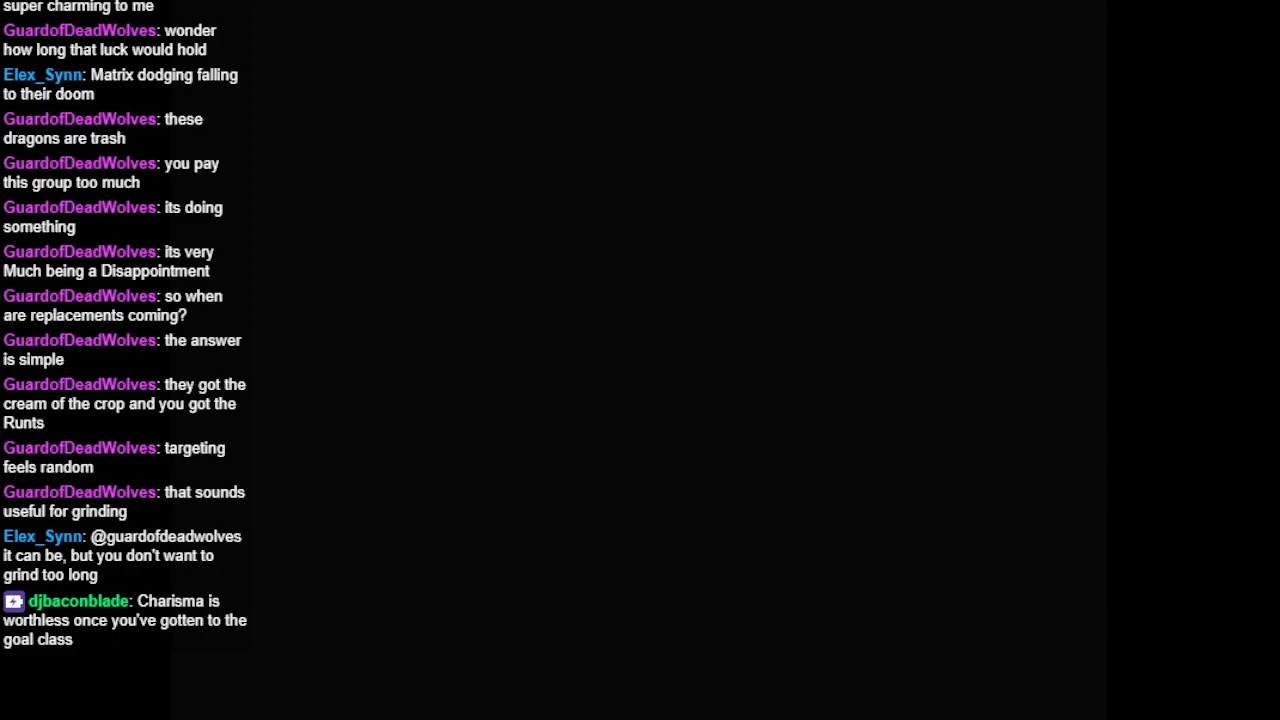 super charming to me
GuardofDeadWolves: wonder
how long that luck would hold
Elex_Synn: Matrix dodging falling
to their doom
GuardofDeadWolves: these
dragons are trash
GuardofDeadWolves: you pay
this group too much
GuardofDeadWolves: its doing
something
GuardofDeadWolves: its very
Much being a Disappointment
GuardofDeadWolves: so when
are replacements coming?
GuardofDeadWolves: the answer
is simple
GuardofDeadWolves: they got the
cream of the crop and you got the
Runts
GuardofDeadWolves: targeting
feels random
GuardofDeadWolves: that sounds
useful for grinding
Elex_Synn: @guardofdeadwolves
it can be, but you don't want to
grind too long
djbaconblade: Charisma is
worthless once you've gotten to the
goal class